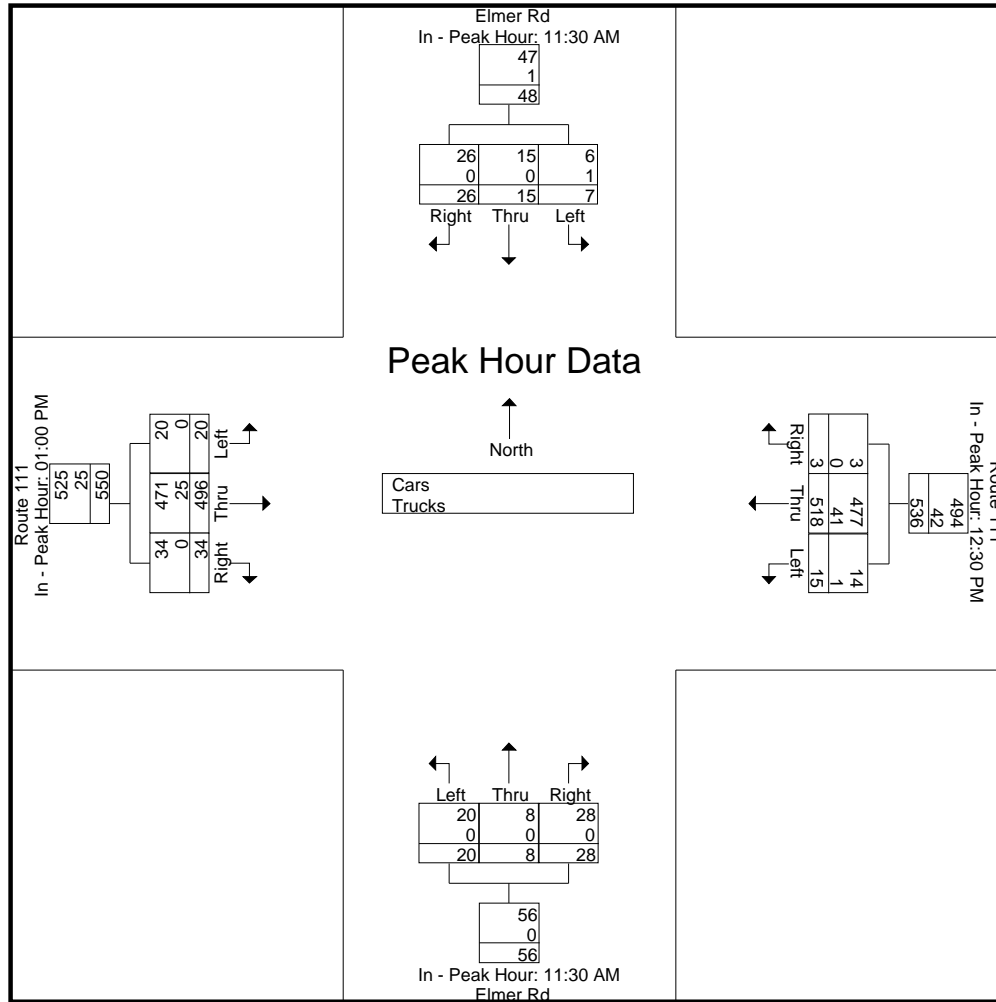 Elmer Rd
In - Peak Hour: 11:30 AM
47
1
48
26 15 6
0 0 1
26 15 7
Right Thru Left
Peak Hour Data
North
Cars
Trucks
Route 111
In - Peak Hour: 01:00 PM
525
25
550
20 0 20
471 25 496
34 0 34
Left
Thru
Right
In - Peak Hour: 12:30 PM
494
42
536
3 0 3
477 41 518
14 1 15
Right
Thru
Left
Left Thru Right
20 8 28
0 0 0
20 8 28
56
0
56
In - Peak Hour: 11:30 AM
Elmer Rd